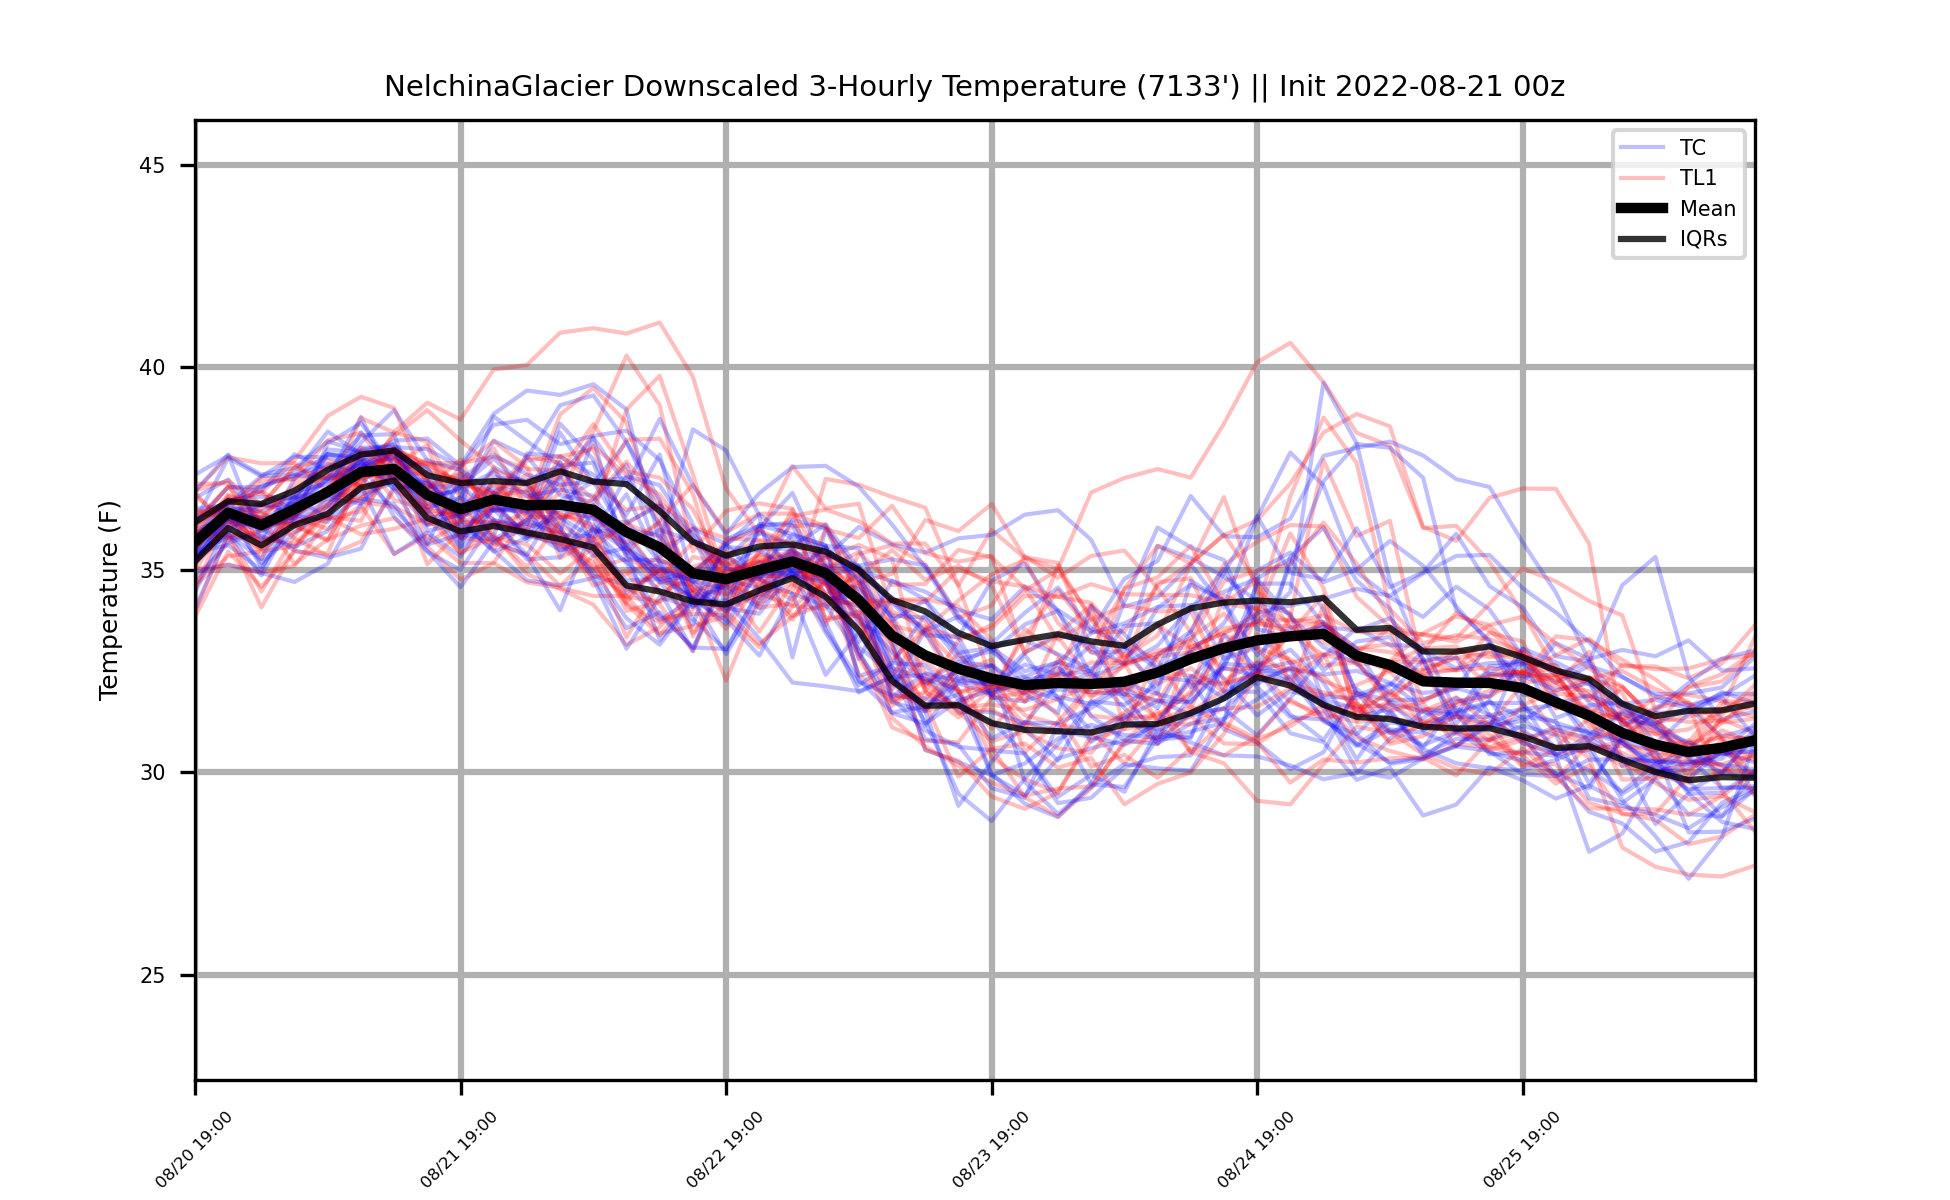 NelchinaGlacier Downscaled 3-Hourly Temperature (7133') || Init 2022-08-21 00z
TC
TL1
Mean
IQRs
Temperature (F)
45
40
35
30
25
08/20 19:00
08/21 19:00
08/22 19:00
08/23 19:00
08/24 19:00
08/25 19:00